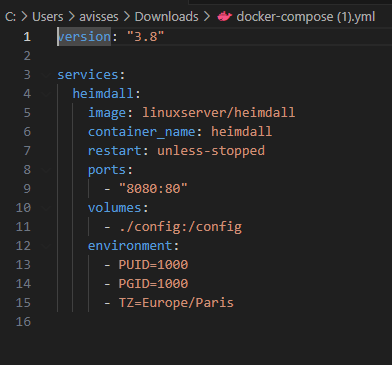 C: > Users > avisses > Downloads > docker-compose (1).yml
1 version: "3.8"
2
3 services:
4   heimdall:
5     image: linuxserver/heimdall
6     container_name: heimdall
7     restart: unless-stopped
8     ports:
9       - "8080:80"
10     volumes:
11       - ./config:/config
12     environment:
13       - PUID=1000
14       - PGID=1000
15       - TZ=Europe/Paris
16